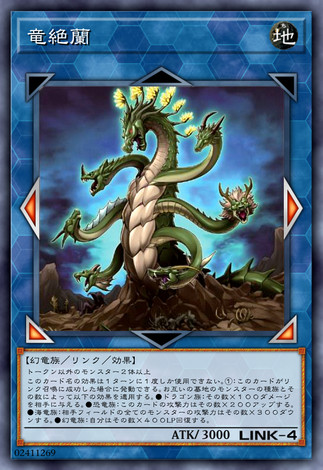 竜絶蘭
地
【幻竜族／リンク／効果】
トークン以外のモンスター２体以上
このカード名の効果は１ターンに１度しか使用できない。①：このカードがリ
ンク召喚に成功した場合に発動できる。お互いの墓地のモンスターの種族とそ
の数によって以下の効果を適用する。●ドラゴン族：その数×１００ダメージ
を相手に与える。●恐竜族：このカードの攻撃力はその数×２００アップする。
●海竜族：相手フィールドの全てのモンスターの攻撃力はその数×３００ダウ
ンする。●幻竜族：自分はその数×４００LP回復する。
ATK/ 3000 LINK-4
02411269